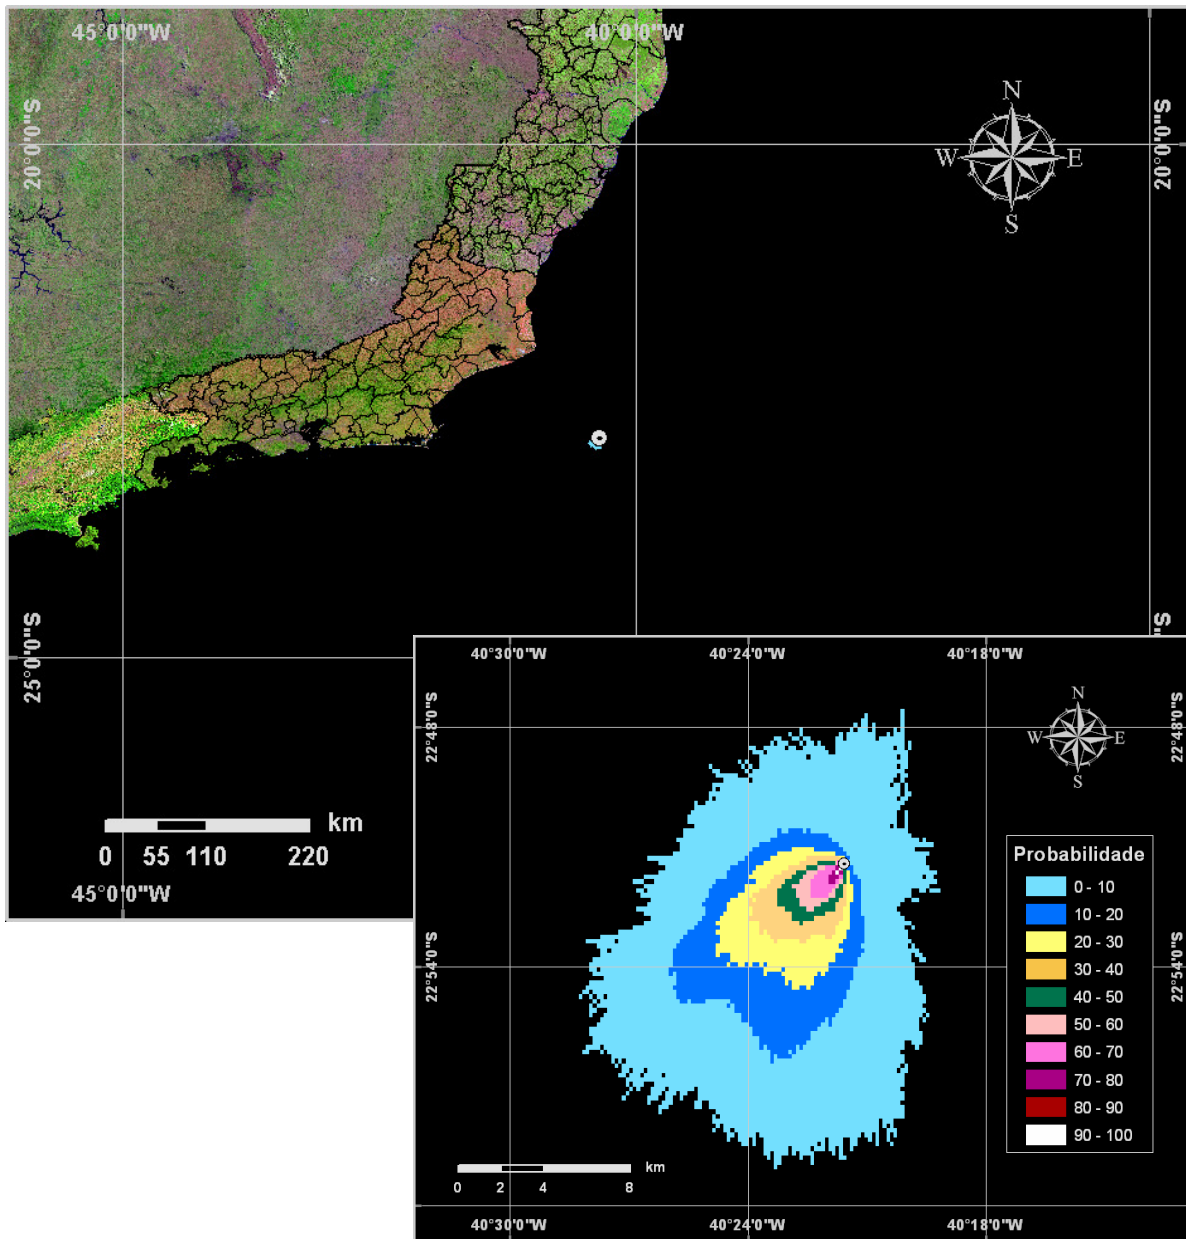 45°0'0"W 40°0'0"W
N
W E
S
20°0'0"S 20°0'0"S
25°0'0"S S"
km
0 55 110 220
45°0'0"W
40°30'0"W 40°24'0"W 40°18'0"W
N
W E
S
22°48'0"S 22°48'0"S
Probabilidade
0 - 10
10 - 20
20 - 30
30 - 40
40 - 50
50 - 60
60 - 70
70 - 80
80 - 90
90 - 100
22°54'0"S 22°54'0"S
km
0 2 4 8
40°30'0"W 40°24'0"W 40°18'0"W